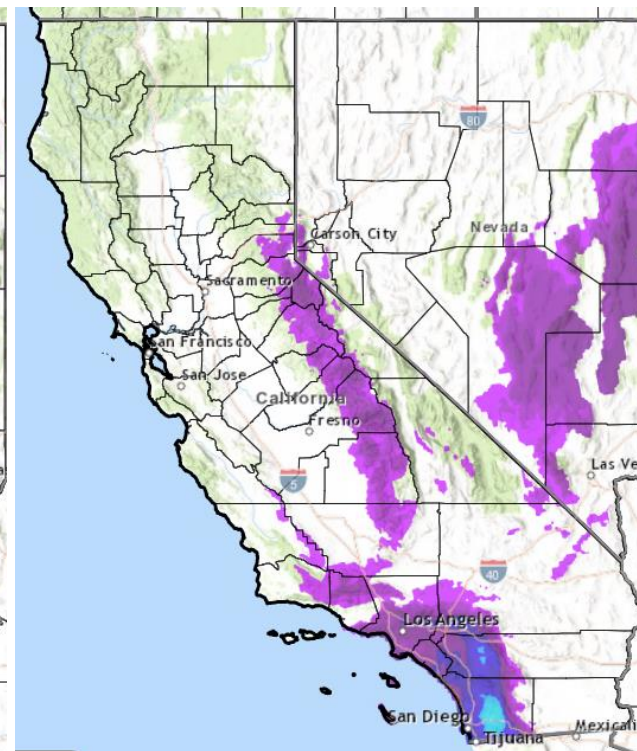 80
Nevada
Carson City
Sacramento
San Francisco
San Jose
California
Fresno
5
Las Ve
40
Los Angeles
San Diego
Tijuana
Mexicali